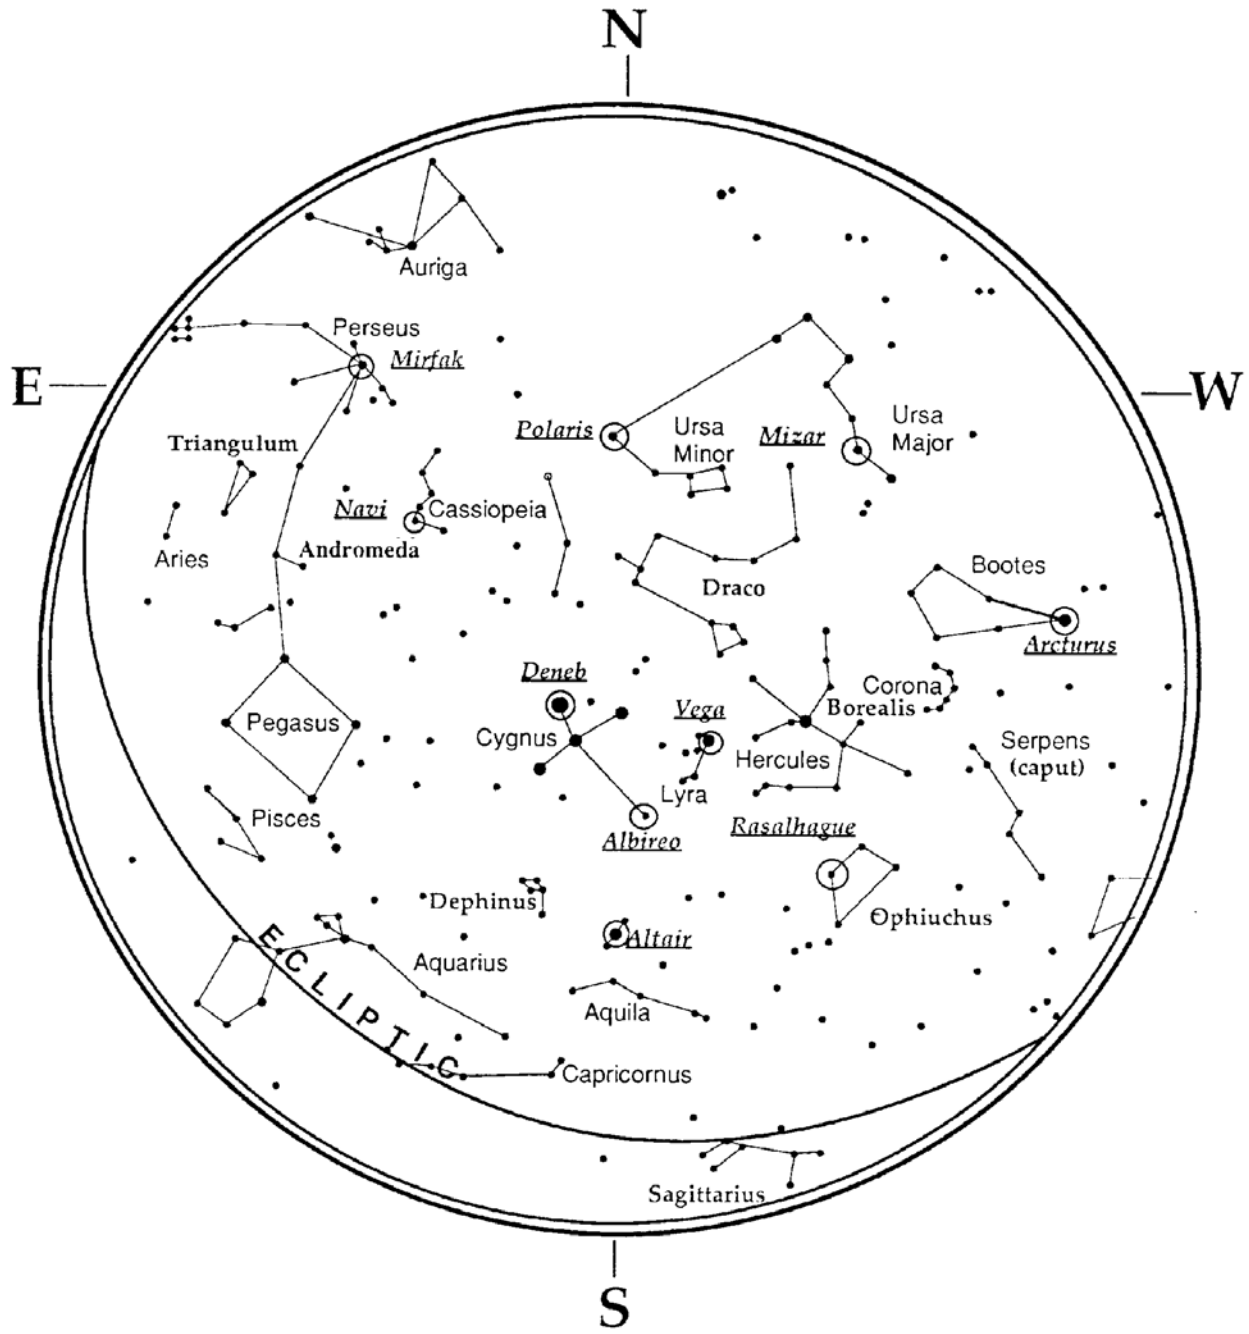 N
Auriga
Perseus
Mirfak
E
W
Polaris
Ursa
Minor
Mizar
Ursa
Major
Triangulum
Navi
Cassiopeia
Aries
Andromeda
Draco
Bootes
Arcturus
Deneb
Pegasus
Cygnus
Vega
Corona
Borealis
Hercules
Serpens
(caput)
Lyra
Pisces
Albireo
Rasalhague
Dephinus
Ophiuchus
Altair
Aquarius
ECLIPTIC
Aquila
Capricornus
Sagittarius
S